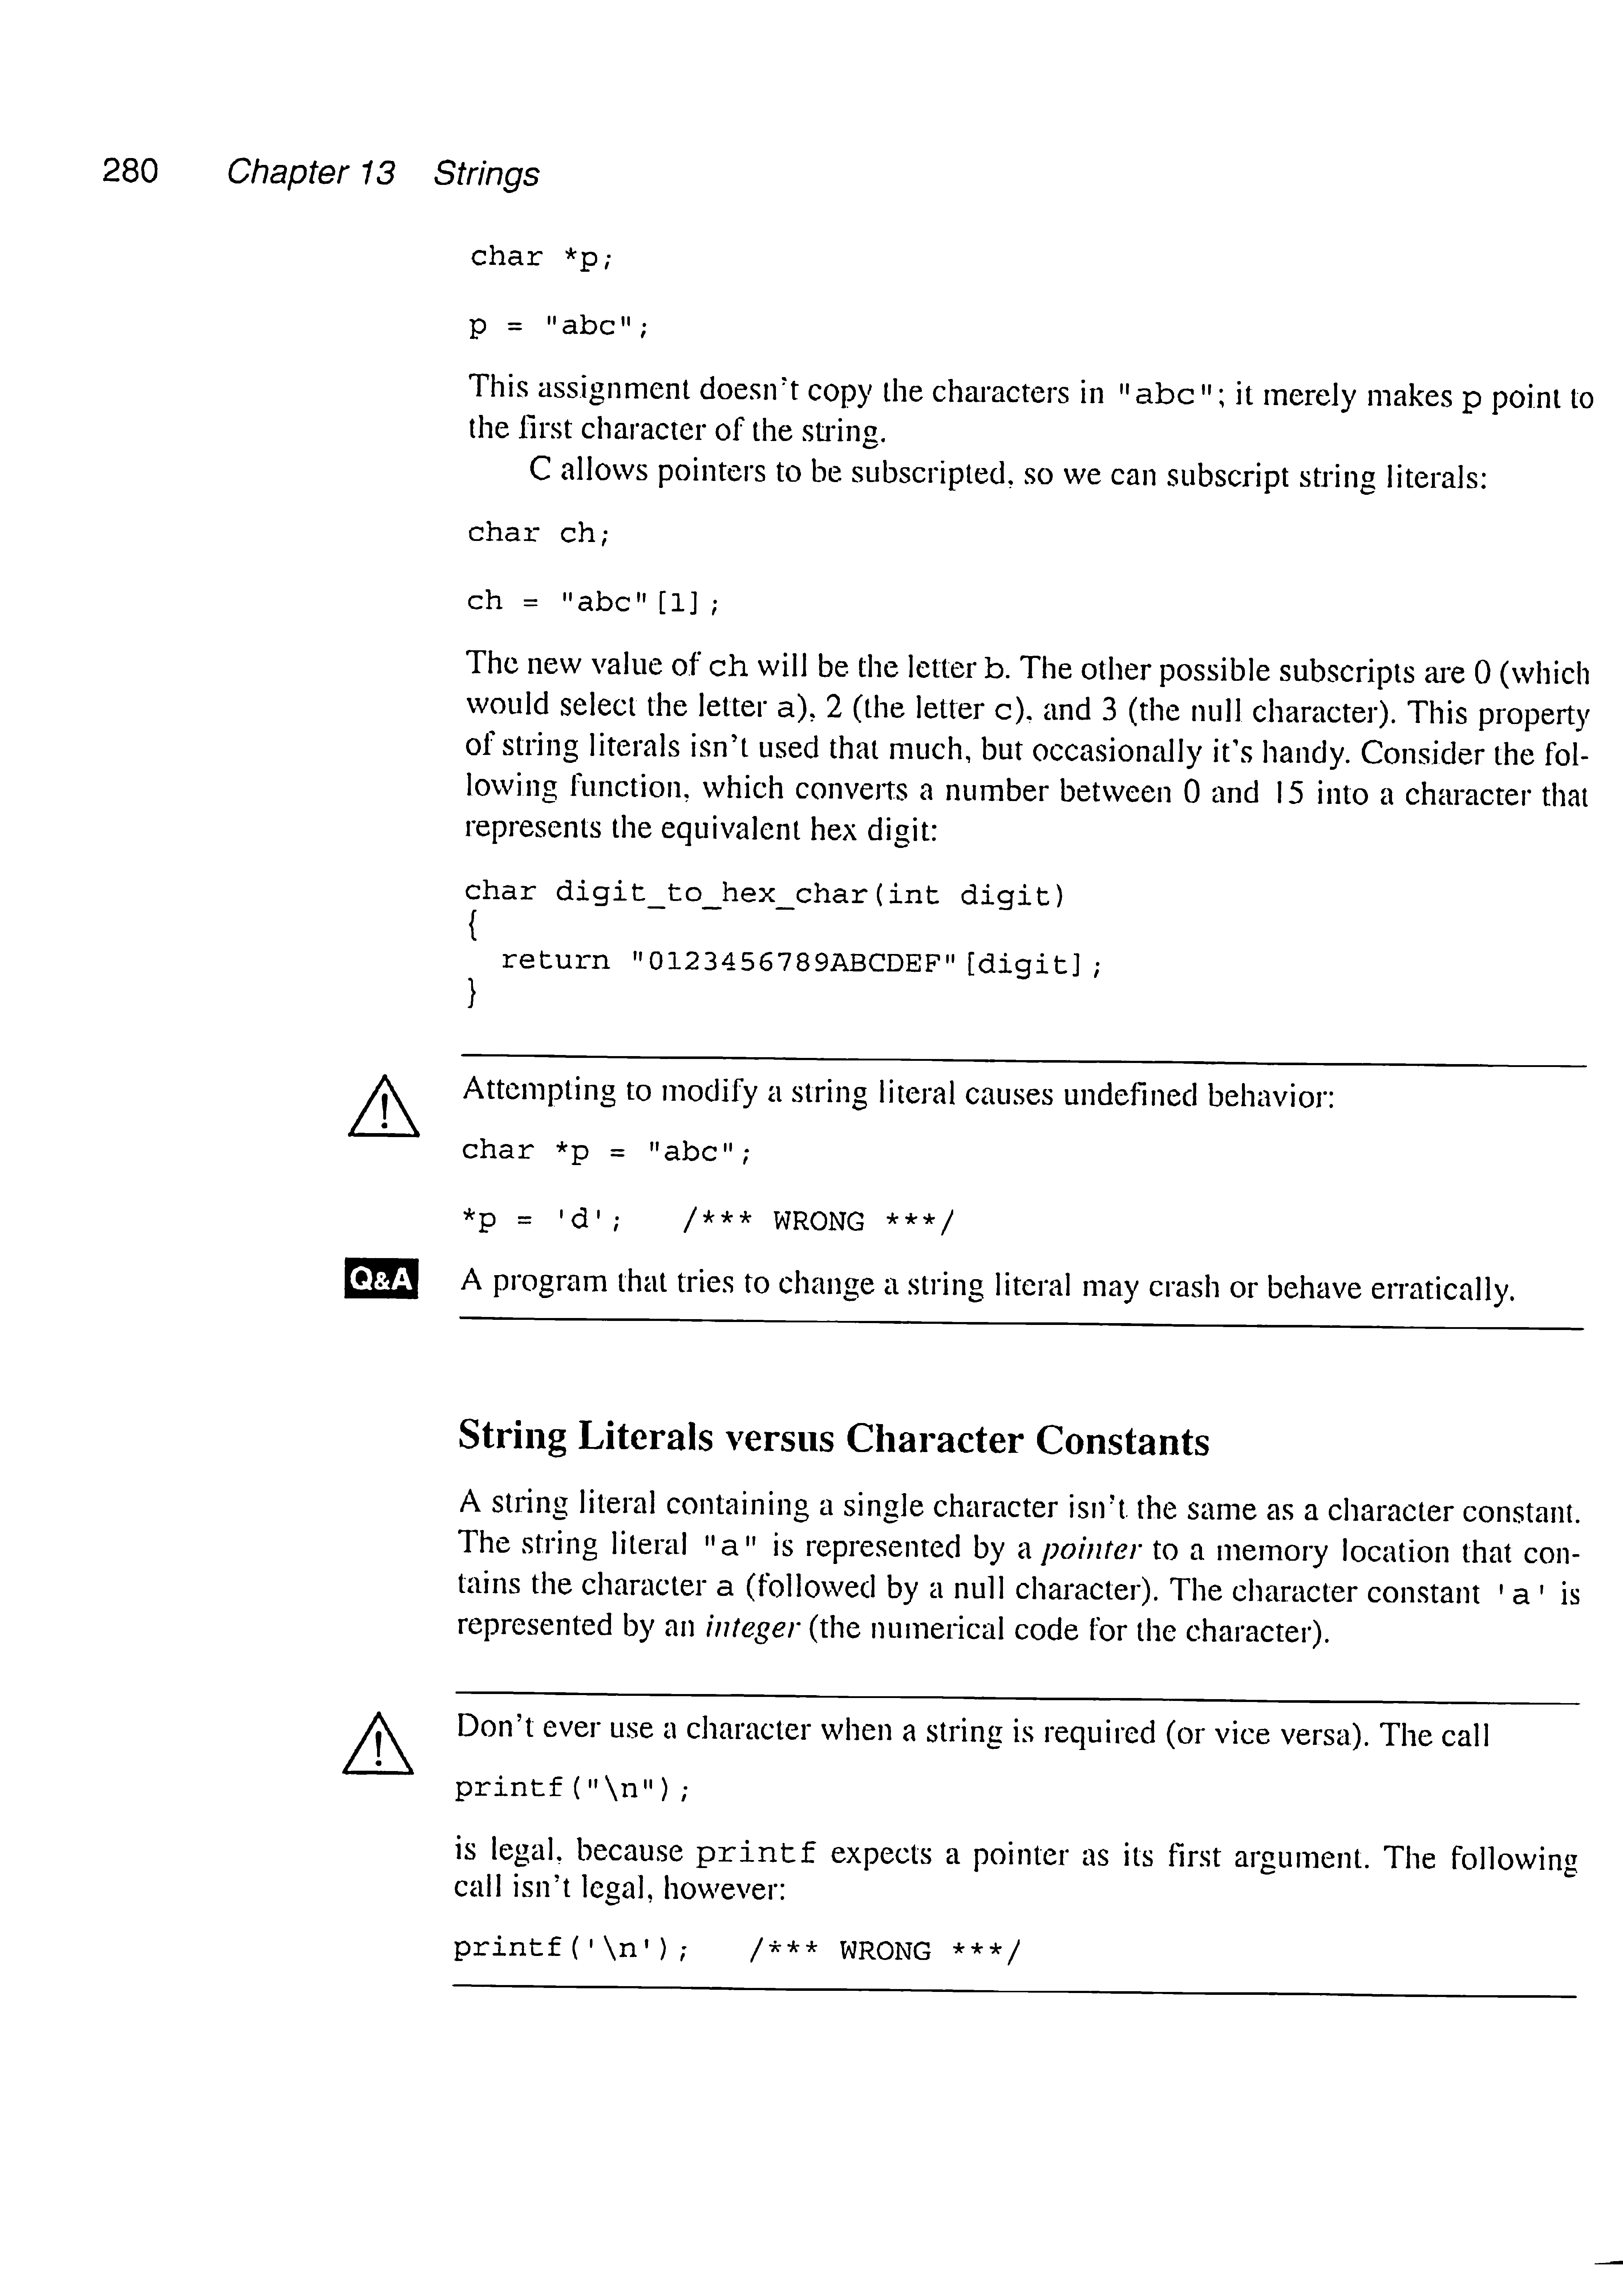 280 Chapter 13 Strings
char *p;
p = "abc";
This assignment doesn't copy the characters in "abc"; it merely makes p point to
the first character of the string.
C allows pointers to be subscripted, so we can subscript string literals:
char ch;
ch = "abc"[1];
The new value of ch will be the letter b. The other possible subscripts are 0 (which
would select the letter a), 2 (the letter c), and 3 (the null character). This property
of string literals isn't used that much, but occasionally it's handy. Consider the fol-
lowing function, which converts a number between 0 and 15 into a character that
represents the equivalent hex digit:
char digit_to_hex_char(int digit)
{
return "0123456789ABCDEF"[digit];
}
Attempting to modify a string literal causes undefined behavior:
char *p = "abc";
*p = 'd'; /*** WRONG ***/
Q&A A program that tries to change a string literal may crash or behave erratically.
String Literals versus Character Constants
A string literal containing a single character isn't the same as a character constant.
The string literal "a" is represented by a pointer to a memory location that con-
tains the character a (followed by a null character). The character constant 'a' is
represented by an integer (the numerical code for the character).
Don't ever use a character when a string is required (or vice versa). The call
printf("\n");
is legal, because printf expects a pointer as its first argument. The following
call isn't legal, however:
printf('\n'); /*** WRONG ***/